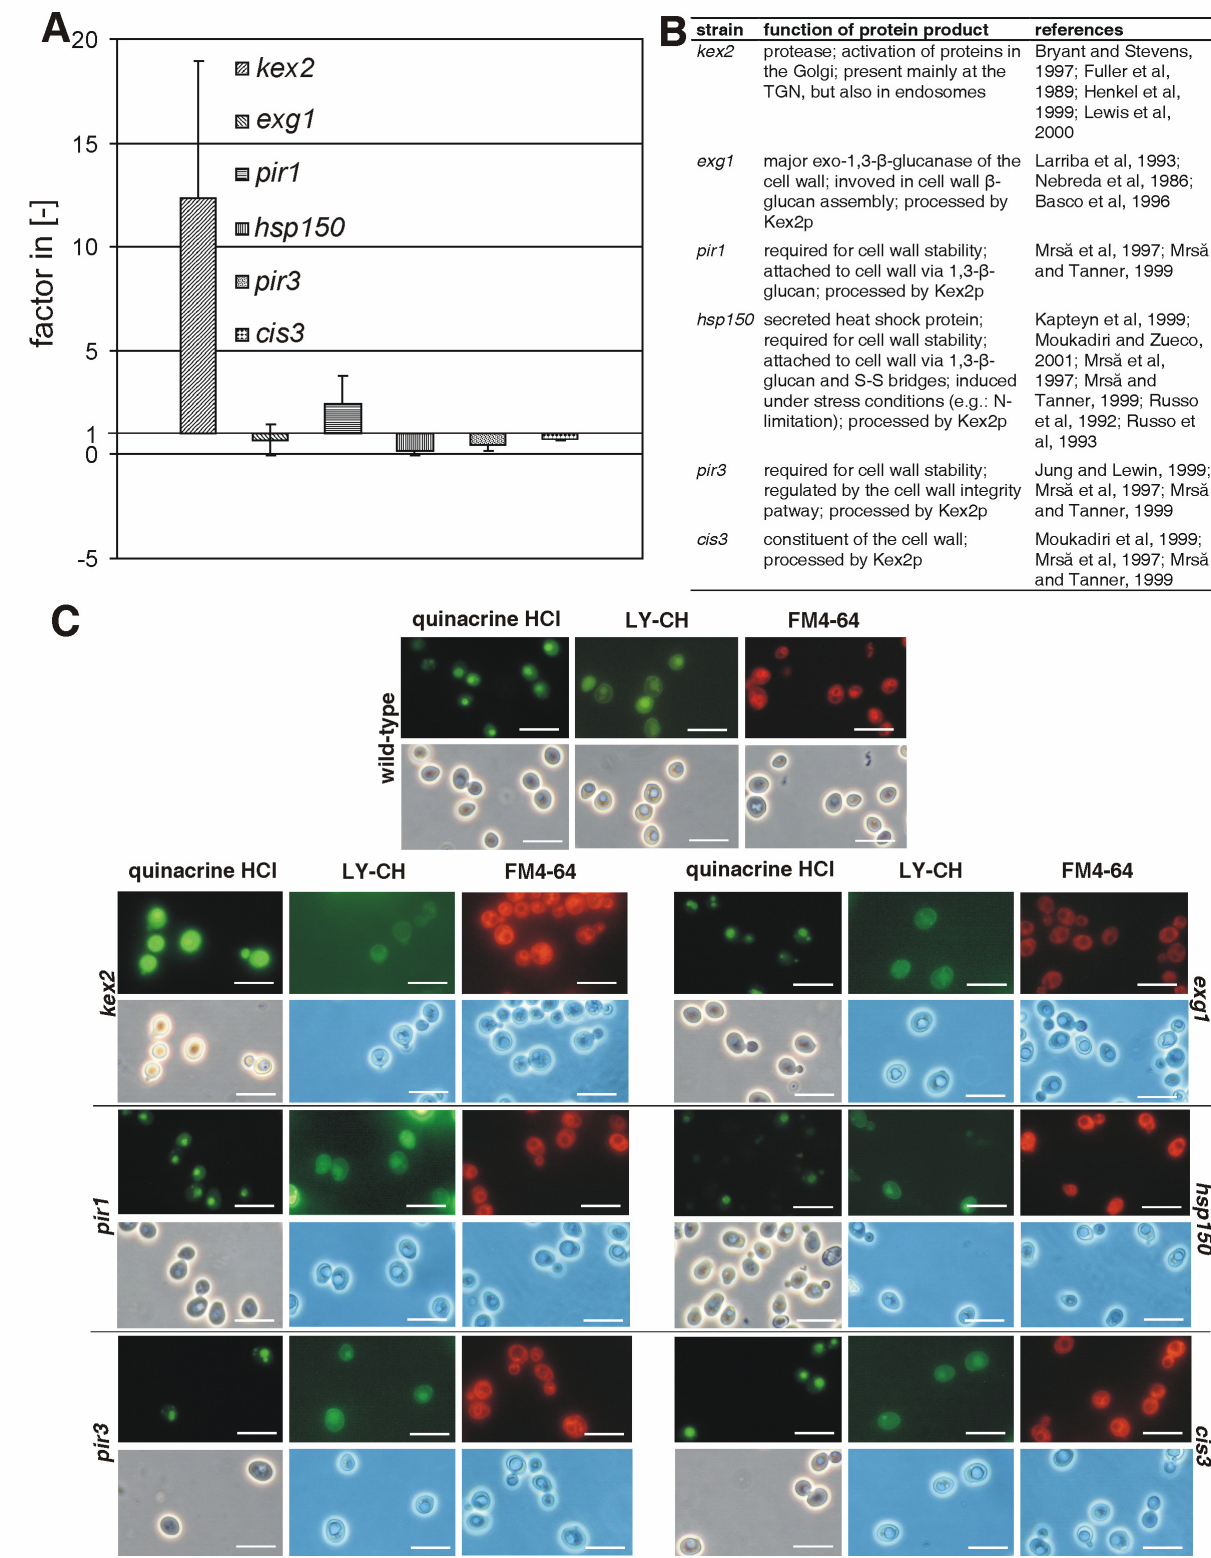 A
20
15
10
5
1
0
-5
factor in [-]
kex2
exg1
pir1
hsp150
pir3
cis3
B
strain function of protein product references
kex2 protease; activation of proteins in Bryant and Stevens,
the Golgi; present mainly at the 1997; Fuller et al,
TGN, but also in endosomes 1989; Henkel et al,
1999; Lewis et al,
2000
exg1 major exo-1,3-β-glucanase of the Larriba et al, 1993;
cell wall; invoved in cell wall β- Nebreda et al, 1986;
glucan assembly; processed by Basco et al, 1996
Kex2p
pir1 required for cell wall stability; Mrsă et al, 1997; Mrsă
attached to cell wall via 1,3-β- and Tanner, 1999
glucan; processed by Kex2p
hsp150 secreted heat shock protein; Kapteyn et al, 1999;
required for cell wall stability; Moukadiri and Zueco,
attached to cell wall via 1,3-β- 2001; Mrsă et al,
glucan and S-S bridges; induced 1997; Mrsă and
under stress conditions (e.g.: N- Tanner, 1999; Russo
limitation); processed by Kex2p et al, 1992; Russo et
al, 1993
pir3 required for cell wall stability; Jung and Lewin, 1999;
regulated by the cell wall integrity Mrsă et al, 1997; Mrsă
patway; processed by Kex2p and Tanner, 1999
cis3 constituent of the cell wall; Moukadiri et al, 1999;
processed by Kex2p Mrsă et al, 1997; Mrsă
and Tanner, 1999
C
quinacrine HCl LY-CH FM4-64
wild-type
quinacrine HCI LY-CH FM4-64 quinacrine HCI LY-CH FM4-64
kex2
exg1
pir1
hsp150
pir3
cis3